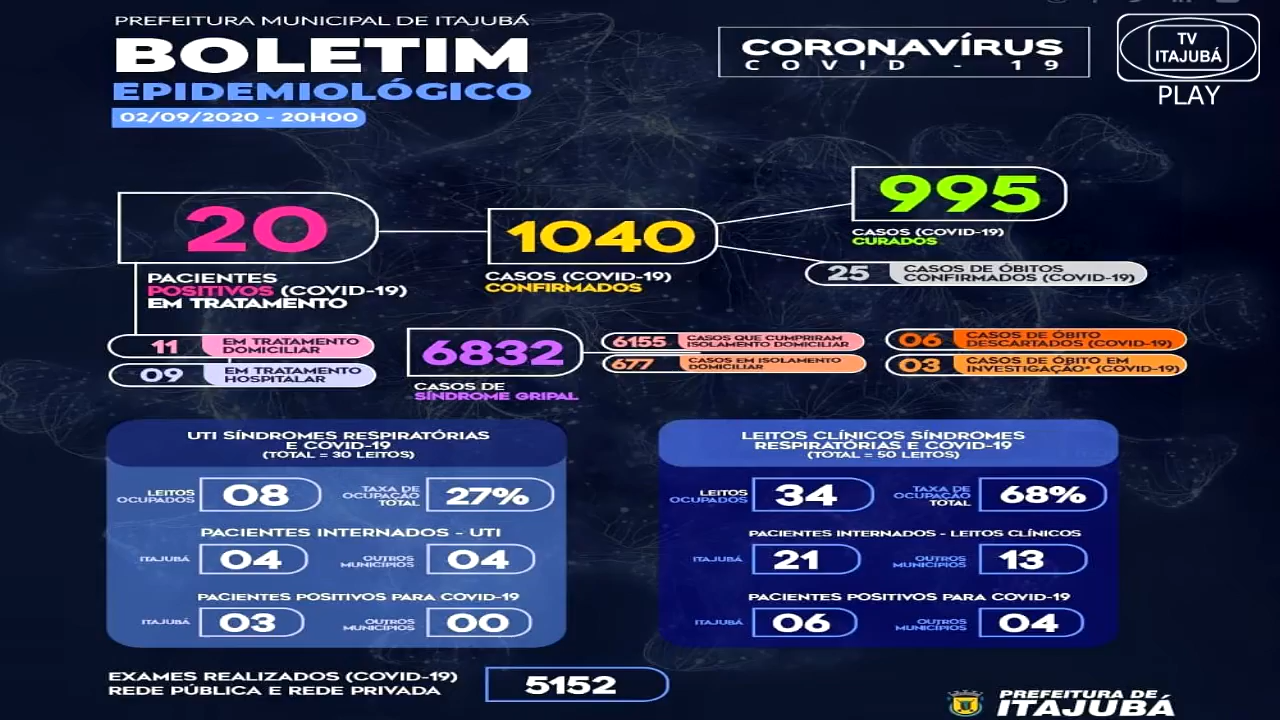 PREFEITURA MUNICIPAL DE ITAJUBÁ
BOLETIM
EPIDEMIOLÓGICO
02/09/2020 - 20H00
CORONAVÍRUS
COVID - 19
TV
ITAJUBÁ
PLAY
20
PACIENTES
POSITIVOS (COVID-19)
EM TRATAMENTO
1040
CASOS (COVID-19)
CONFIRMADOS
995
CASOS (COVID-19)
CURADOS
25
CASOS DE ÓBITOS
CONFIRMADOS (COVID-19)
11
EM TRATAMENTO
DOMICILIAR
09
EM TRATAMENTO
HOSPITALAR
6832
CASOS DE
SÍNDROME GRIPAL
6155
CASOS QUE CUMPRIRAM
ISOLAMENTO DOMICILIAR
677
CASOS EM ISOLAMENTO
DOMICILIAR
06
CASOS DE ÓBITO
DESCARTADOS (COVID-19)
03
CASOS DE ÓBITO EM
INVESTIGAÇÃO* (COVID-19)
UTI SÍNDROMES RESPIRATÓRIAS
E COVID-19
(TOTAL = 30 LEITOS)
LEITOS
OCUPADOS
08
TAXA DE
OCUPAÇÃO
TOTAL
27%
PACIENTES INTERNADOS - UTI
ITAJUBÁ
04
OUTROS
MUNICÍPIOS
04
PACIENTES POSITIVOS PARA COVID-19
ITAJUBÁ
03
OUTROS
MUNICÍPIOS
00
LEITOS CLÍNICOS SÍNDROMES
RESPIRATÓRIAS E COVID-19
(TOTAL = 50 LEITOS)
LEITOS
OCUPADOS
34
TAXA DE
OCUPAÇÃO
TOTAL
68%
PACIENTES INTERNADOS - LEITOS CLÍNICOS
ITAJUBÁ
21
OUTROS
MUNICÍPIOS
13
PACIENTES POSITIVOS PARA COVID-19
ITAJUBÁ
06
OUTROS
MUNICÍPIOS
04
EXAMES REALIZADOS (COVID-19)
REDE PÚBLICA E REDE PRIVADA
5152
PREFEITURA DE
ITAJUBÁ